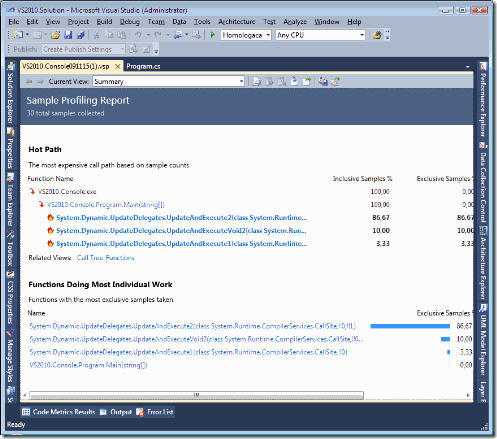 VS2010.Solution - Microsoft Visual Studio (Administrator)
File Edit View Project Build Debug Team Data Tools Architecture Test Analyze Window Help
Homologaca Any CPU
Publish: Create Publish Settings
VS2010.Console091115(1).vsp Program.cs
Current View: Summary
Sample Profiling Report
30 total samples collected
Hot Path
The most expensive call path based on sample counts
Function Name Inclusive Samples % Exclusive Samples %
VS2010.Console.exe 100,00 0,00
VS2010.Console.Program.Main(string[]) 100,00 0,00
System.Dynamic.UpdateDelegates.UpdateAndExecute2(class System.Runtime... 86,67 86,67
System.Dynamic.UpdateDelegates.UpdateAndExecuteVoid2(class System.Run... 10,00 10,00
System.Dynamic.UpdateDelegates.UpdateAndExecute1(class System.Runtime... 3,33 3,33
Related Views: Call Tree Functions
Functions Doing Most Individual Work
Functions with the most exclusive samples taken
Name Exclusive Samples %
System.Dynamic.UpdateDelegates.UpdateAndExecute2(class System.Runtime.CompilerServices.CallSite,!0,!1) 86,67
System.Dynamic.UpdateDelegates.UpdateAndExecuteVoid2(class System.Runtime.CompilerServices.CallSite,!0... 10,00
System.Dynamic.UpdateDelegates.UpdateAndExecute1(class System.Runtime.CompilerServices.CallSite,!0) 3,33
VS2010.Console.Program.Main(string[]) 0,00
Code Metrics Results Output Error List
Solution Explorer
Properties
Team Explorer
Toolbox
CSS Properties
Manage Styles
Performance Explorer
Data Collection Control
Architecture Explorer
UML Model Explorer
Layer E